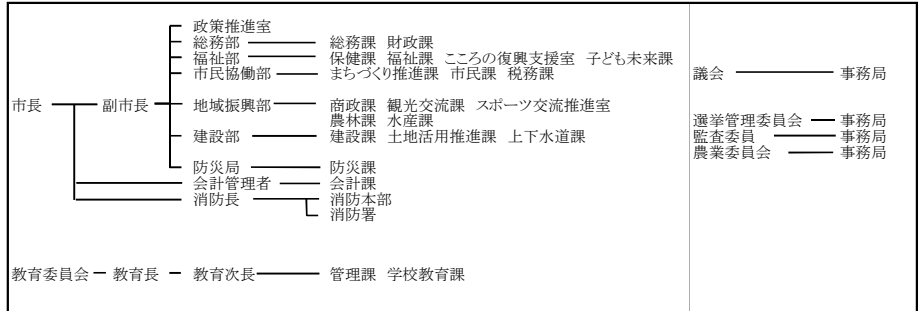 政策推進室
総務部 総務課 財政課
福祉部 保健課 福祉課 こころの復興支援室 子ども未来課
市民協働部 まちづくり推進課 市民課 税務課
市長 副市長 地域振興部 商政課 観光交流課 スポーツ交流推進室
農林課 水産課
建設部 建設課 土地活用推進課 上下水道課
防災局 防災課
会計管理者 会計課
消防長 消防本部
消防署
教育委員会 教育長 教育次長 管理課 学校教育課
議会 事務局
選挙管理委員会 事務局
監査委員 事務局
農業委員会 事務局